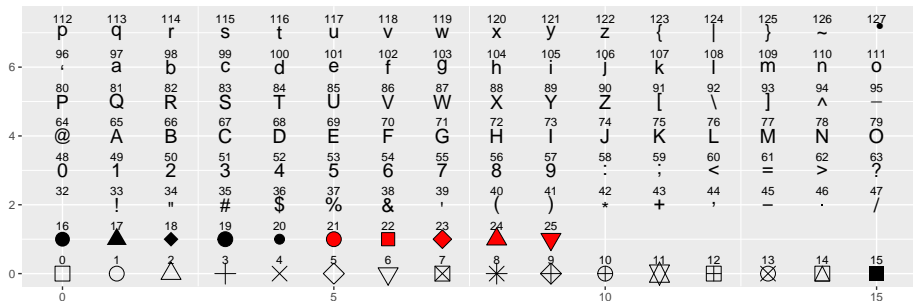 112 113 114 115 116 117 118 119 120 121 122 123 124 125 126 127
p q r s t u v w x y z { | } ~ •
96 97 98 99 100 101 102 103 104 105 106 107 108 109 110 111
6 ‘ a b c d e f g h i j k l m n o
80 81 82 83 84 85 86 87 88 89 90 91 92 93 94 95
P Q R S T U V W X Y Z [ \ ] ^ _
64 65 66 67 68 69 70 71 72 73 74 75 76 77 78 79
4 @ A B C D E F G H I J K L M N O
48 49 50 51 52 53 54 55 56 57 58 59 60 61 62 63
0 1 2 3 4 5 6 7 8 9 : ; < = > ?
32 33 34 35 36 37 38 39 40 41 42 43 44 45 46 47
2 ! " # $ % & ' ( ) * + , − . /
16 17 18 19 20 21 22 23 24 25
0 1 2 3 4 5 6 7 8 9 10 11 12 13 14 15
0
0 5 10 15